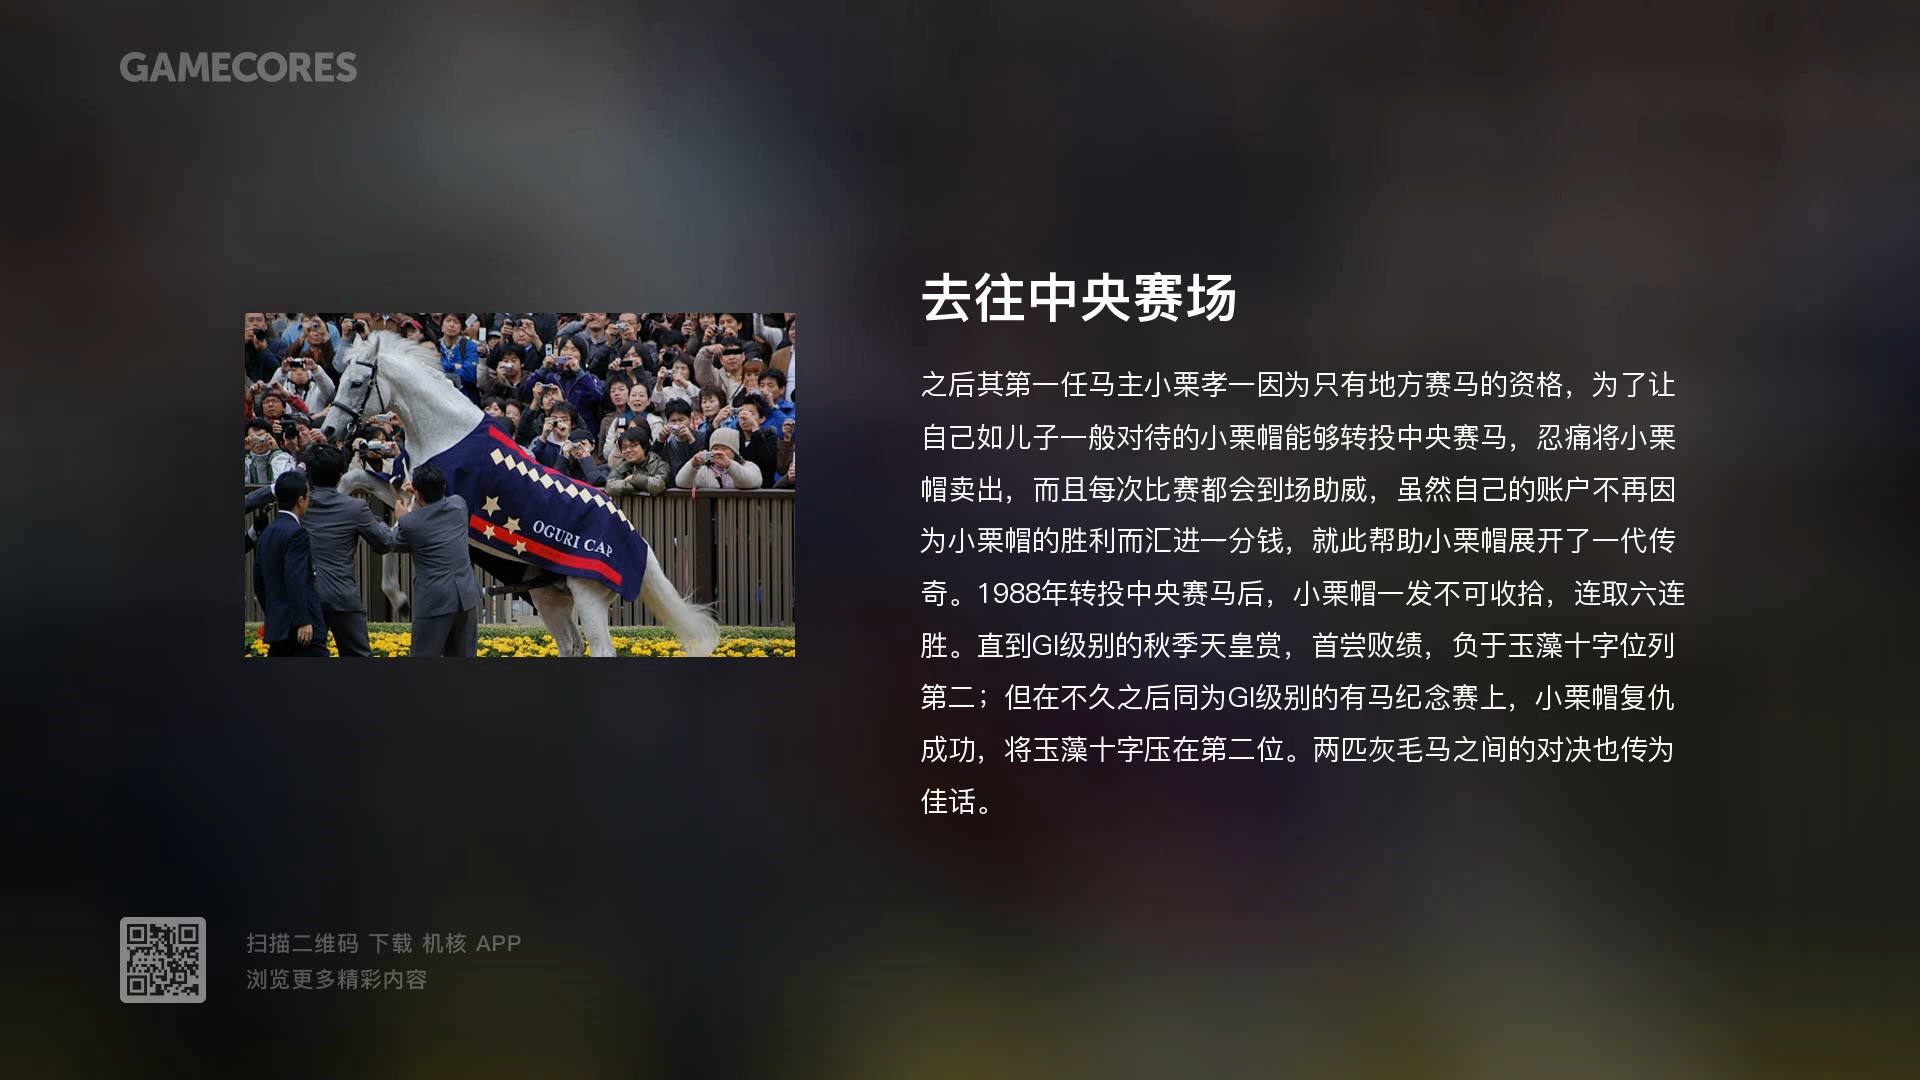 GAMECORES
去往中央赛场
之后其第一任马主小栗孝一因为只有地方赛马的资格，为了让
自己如儿子一般对待的小栗帽能够转投中央赛马，忍痛将小栗
帽卖出，而且每次比赛都会到场助威，虽然自己的账户不再因
为小栗帽的胜利而汇进一分钱，就此帮助小栗帽展开了一代传
奇。1988年转投中央赛马后，小栗帽一发不可收拾，连取六连
胜。直到GI级别的秋季天皇赏，首尝败绩，负于玉藻十字位列
第二；但在不久之后同为GI级别的有马纪念赛上，小栗帽复仇
成功，将玉藻十字压在第二位。两匹灰毛马之间的对决也传为
佳话。
OGURI CAP
扫描二维码 下载 机核 APP
浏览更多精彩内容